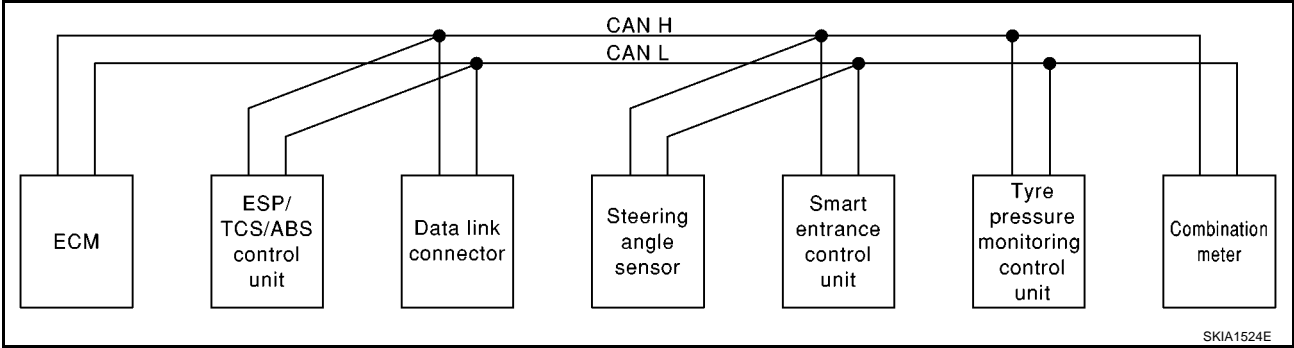 CAN H
CAN L
ECM
ESP/
TCS/ABS
control
unit
Data link
connector
Steering
angle
sensor
Smart
entrance
control
unit
Tyre
pressure
monitoring
control
unit
Combination
meter
SKIA1524E